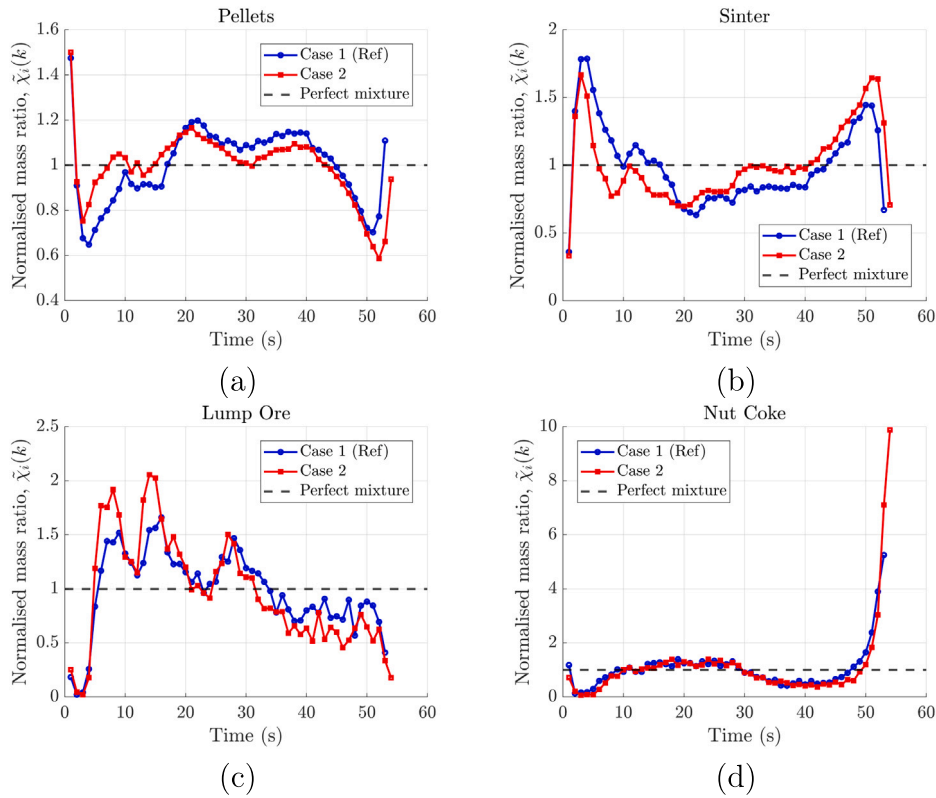 Pellets
Normalised mass ratio, χ̃ᵢ(k)
1.6
1.4
1.2
1
0.8
0.6
0.4
Case 1 (Ref)
Case 2
Perfect mixture
0 10 20 30 40 50 60
Time (s)
(a)
Sinter
Normalised mass ratio, χ̃ᵢ(k)
2
1.5
1
0.5
0
Case 1 (Ref)
Case 2
Perfect mixture
0 10 20 30 40 50 60
Time (s)
(b)
Lump Ore
Normalised mass ratio, χ̃ᵢ(k)
2.5
2
1.5
1
0.5
0
Case 1 (Ref)
Case 2
Perfect mixture
0 10 20 30 40 50 60
Time (s)
(c)
Nut Coke
Normalised mass ratio, χ̃ᵢ(k)
10
8
6
4
2
0
Case 1 (Ref)
Case 2
Perfect mixture
0 10 20 30 40 50 60
Time (s)
(d)